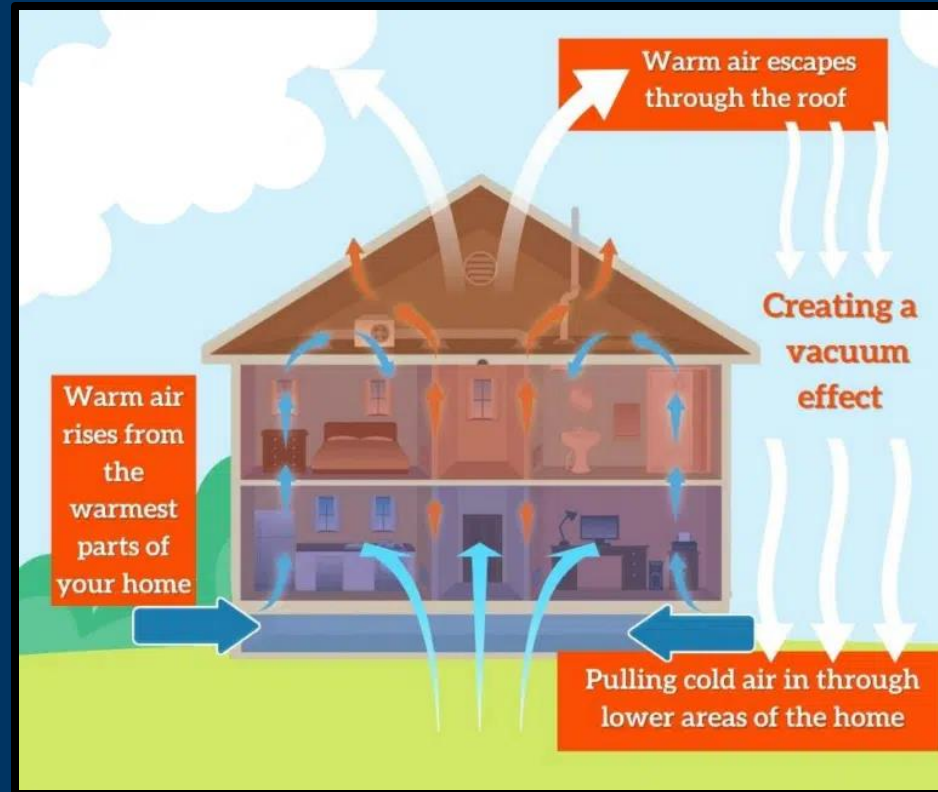 Warm air escapes
through the roof
Creating a
vacuum
effect
Warm air
rises from
the
warmest
parts of
your home
Pulling cold air in through
lower areas of the home